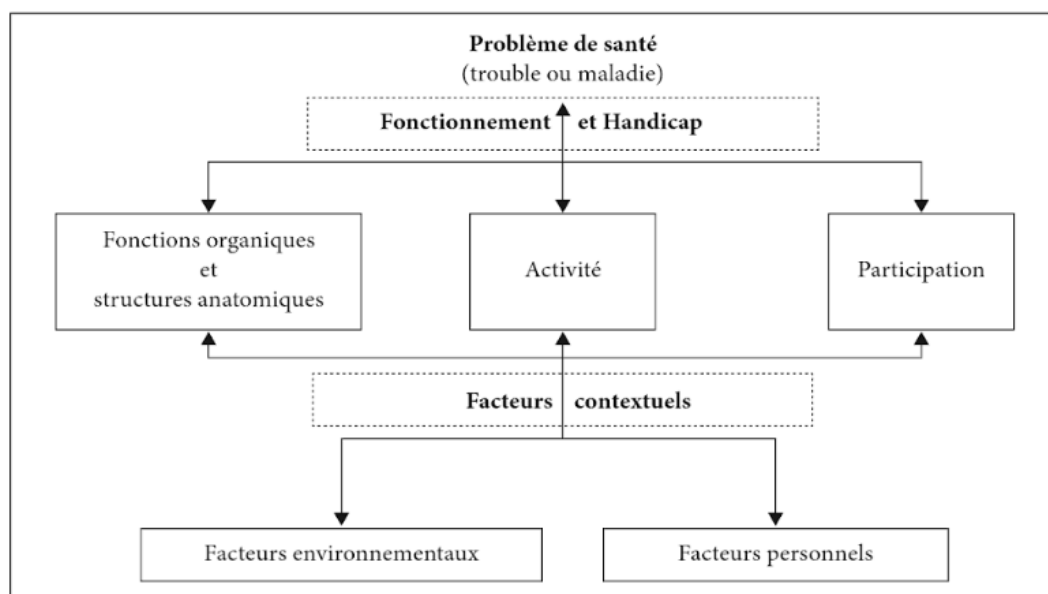 Problème de santé
(trouble ou maladie)
Fonctionnement et Handicap
Fonctions organiques
et
structures anatomiques
Activité
Participation
Facteurs contextuels
Facteurs environnementaux
Facteurs personnels